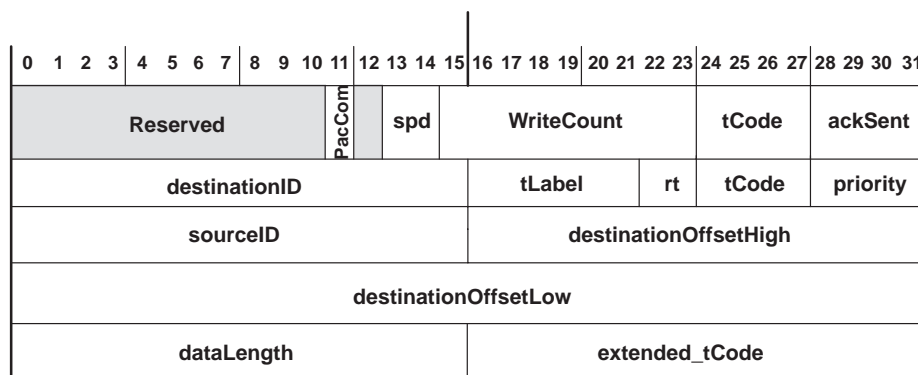 0 1 2 3 4 5 6 7 8 9 10 11 12 13 14 15 16 17 18 19 20 21 22 23 24 25 26 27 28 29 30 31
Reserved PacCom spd WriteCount tCode ackSent
destinationID tLabel rt tCode priority
sourceID destinationOffsetHigh
destinationOffsetLow
dataLength extended_tCode